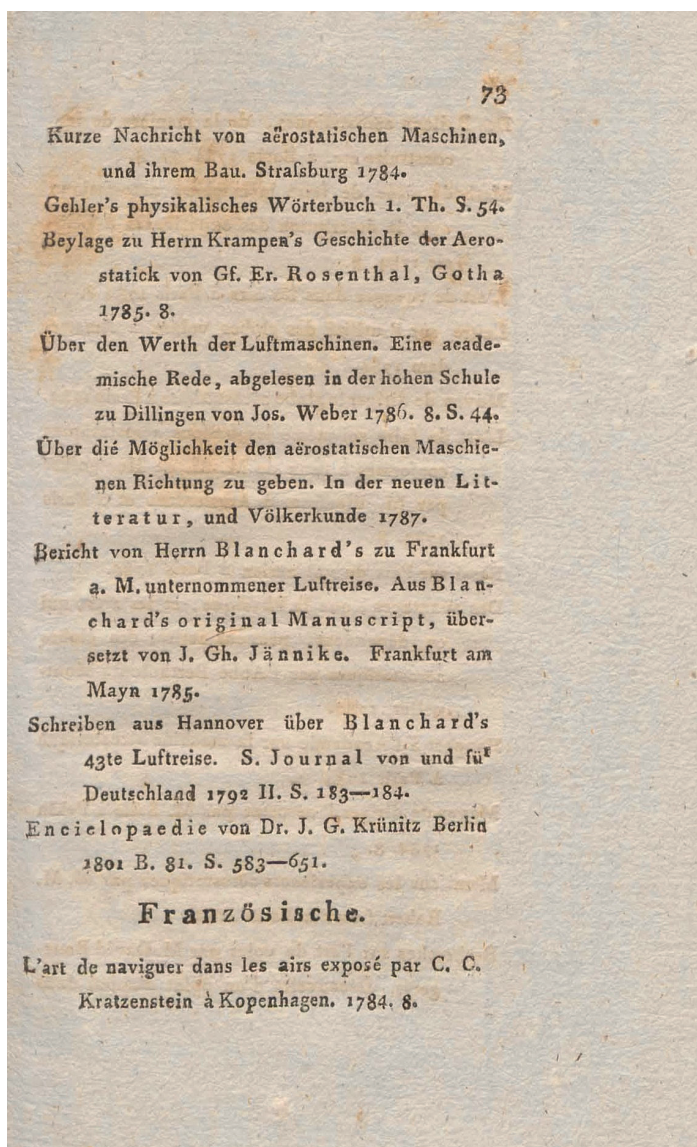 73
Kurze Nachricht von aërostatischen Maschinen,
und ihrem Bau. Straſsburg 1784.
Gehler's physikalisches Wörterbuch 1. Th. S. 54.
Beylage zu Herrn Krampen's Geschichte der Aero-
statick von Gf. Er. Rosenthal, Gotha
1785. 8.
Über den Werth der Luftmaschinen. Eine acade-
mische Rede, abgelesen in der hohen Schule
zu Dillingen von Jos. Weber 1786. 8. S. 44.
Über dié Möglichkeit den aërostatischen Maschie-
nen Richtung zu geben. In der neuen Lit-
teratur, und Völkerkunde 1787.
Bericht von Herrn Blanchard's zu Frankfurt
a. M. unternommener Luftreise. Aus Blan-
chard's original Manuscript, über-
setzt von J. Gh. Jännike. Frankfurt am
Mayn 1785.
Schreiben aus Hannover über Blanchard's
43te Luftreise. S. Journal von und für
Deutschland 1792 II. S. 183—184.
Enciclopaedie von Dr. J. G. Krünitz Berlin
1801 B. 81. S. 583—651.
Französische.
L'art de naviguer dans les airs exposé par C. C.
Kratzenstein à Kopenhagen. 1784. 8.